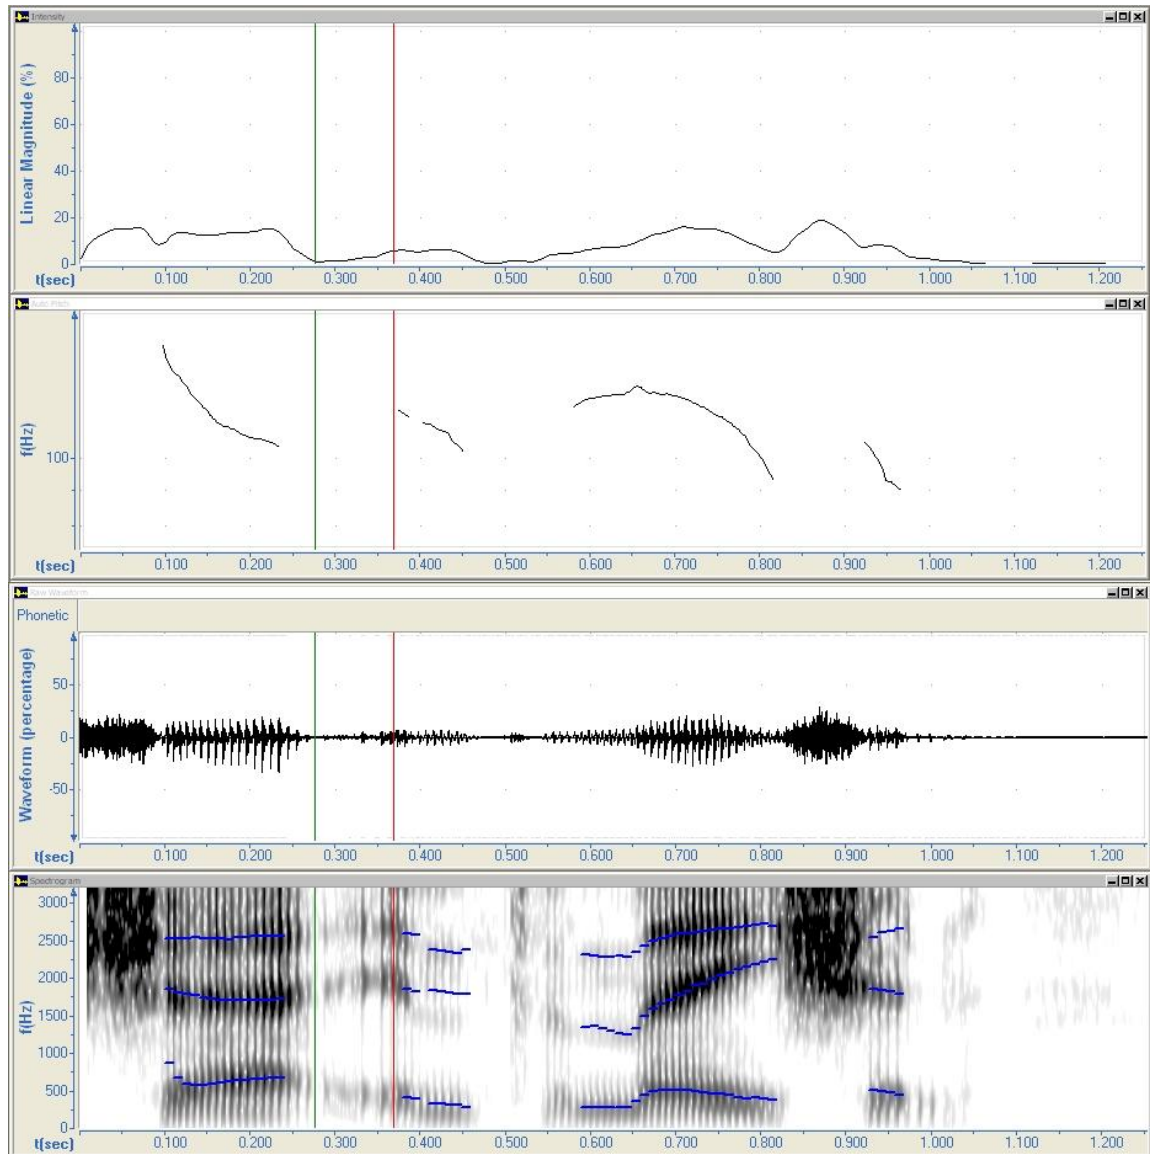 Intensity
Linear Magnitude (%)
80
60
40
20
0
t(sec) 0.100 0.200 0.300 0.400 0.500 0.600 0.700 0.800 0.900 1.000 1.100 1.200
Auto Pitch
f(Hz)
100
t(sec) 0.100 0.200 0.300 0.400 0.500 0.600 0.700 0.800 0.900 1.000 1.100 1.200
Raw Waveform
Phonetic
Waveform (percentage)
50
0
-50
t(sec) 0.100 0.200 0.300 0.400 0.500 0.600 0.700 0.800 0.900 1.000 1.100 1.200
Spectrogram
f(Hz)
3000
2500
2000
1500
1000
500
0
t(sec) 0.100 0.200 0.300 0.400 0.500 0.600 0.700 0.800 0.900 1.000 1.100 1.200